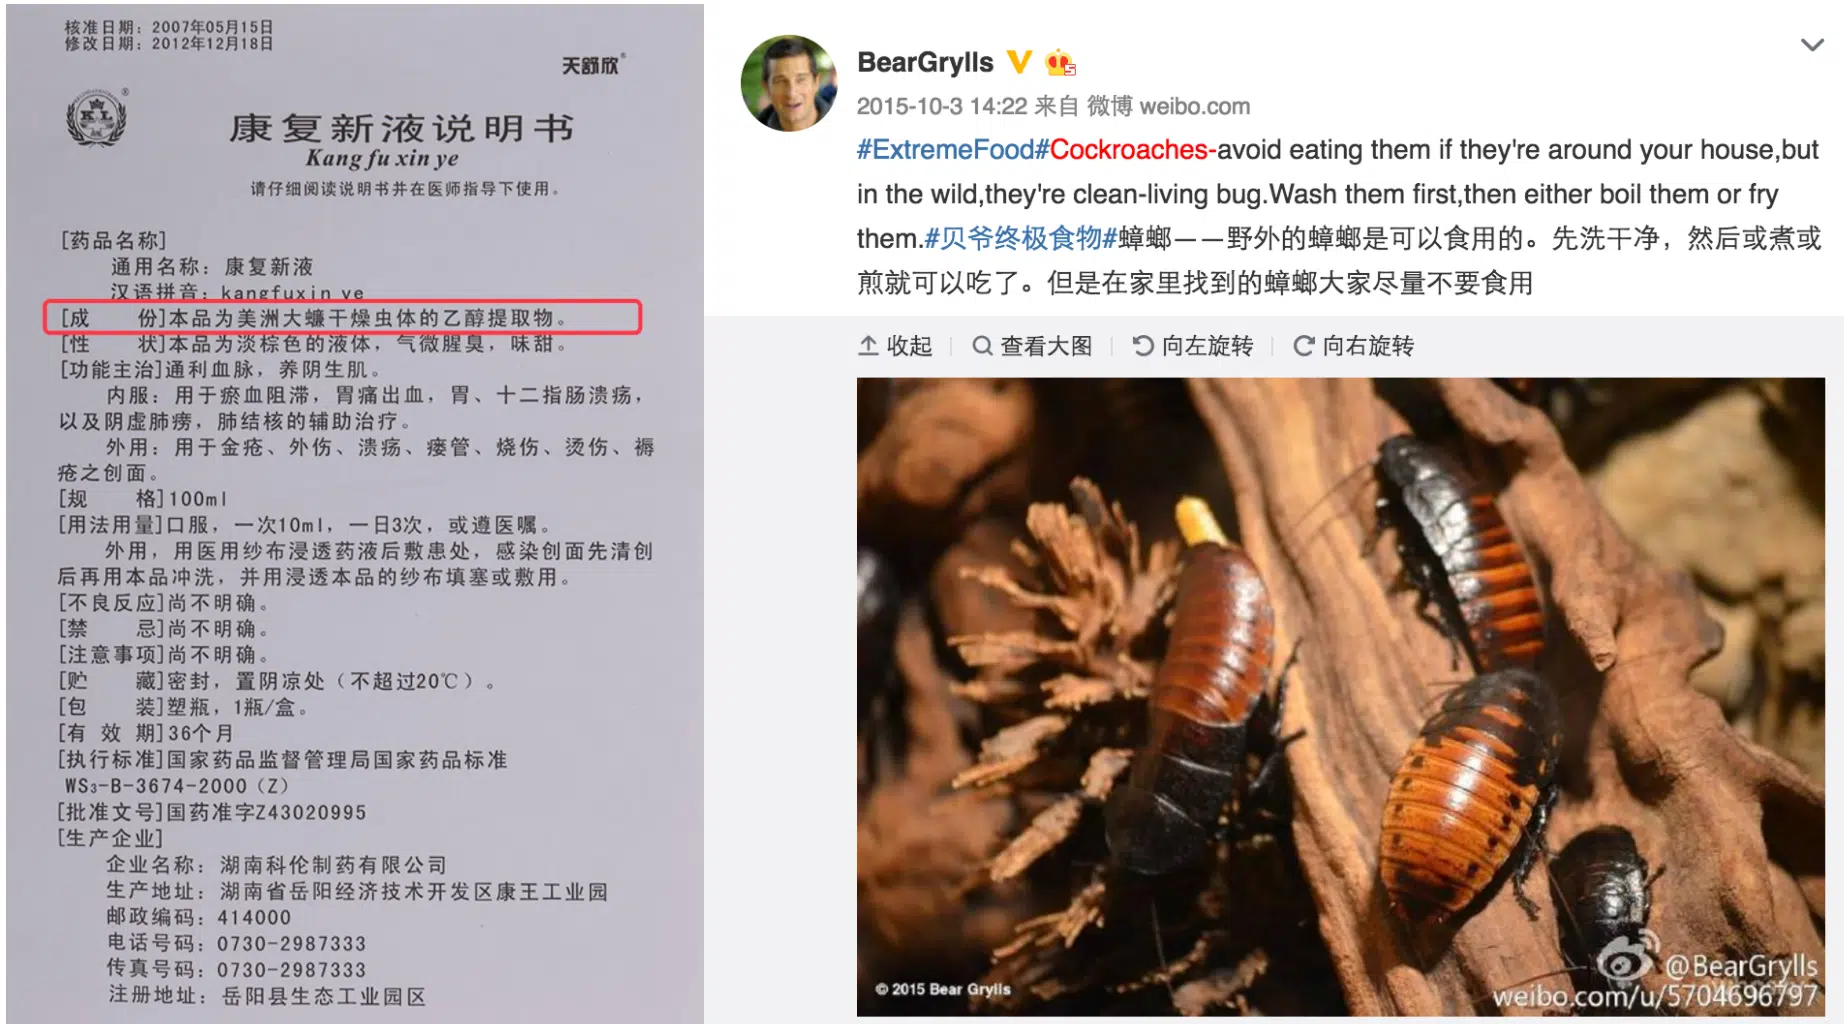 核准日期：2007年05月15日
修改日期：2012年12月18日
天舒欣®
KL
®
康复新液说明书
Kang fu xin ye
请仔细阅读说明书并在医师指导下使用。
[药品名称]
通用名称：康复新液
汉语拼音：kangfuxin ye
[成　　份]本品为美洲大蠊干燥虫体的乙醇提取物。
[性　　状]本品为淡棕色的液体，气微腥臭，味甜。
[功能主治]通利血脉，养阴生肌。
内服：用于瘀血阻滞，胃痛出血，胃、十二指肠溃疡，
以及阴虚肺痨，肺结核的辅助治疗。
外用：用于金疮、外伤、溃疡、瘘管、烧伤、烫伤、褥
疮之创面。
[规　　格]100ml
[用法用量]口服，一次10ml，一日3次，或遵医嘱。
外用，用医用纱布浸透药液后敷患处，感染创面先清创
后再用本品冲洗，并用浸透本品的纱布填塞或敷用。
[不良反应]尚不明确。
[禁　　忌]尚不明确。
[注意事项]尚不明确。
[贮　　藏]密封，置阴凉处（不超过20℃）。
[包　　装]塑瓶，1瓶/盒。
[有 效 期]36个月
[执行标准]国家药品监督管理局国家药品标准
WS₃-B-3674-2000（Z）
[批准文号]国药准字Z43020995
[生产企业]
企业名称：湖南科伦制药有限公司
生产地址：湖南省岳阳经济技术开发区康王工业园
邮政编码：414000
电话号码：0730-2987333
传真号码：0730-2987333
注册地址：岳阳县生态工业园区
BearGrylls V 5
2015-10-3 14:22 来自 微博 weibo.com
#ExtremeFood#Cockroaches-avoid eating them if they're around your house,but
in the wild,they're clean-living bug.Wash them first,then either boil them or fry
them.#贝爷终极食物#蟑螂——野外的蟑螂是可以食用的。先洗干净，然后或煮或
煎就可以吃了。但是在家里找到的蟑螂大家尽量不要食用
收起 查看大图 向左旋转 向右旋转
© 2015 Bear Grylls
@BearGrylls
weibo.com/u/5704696797